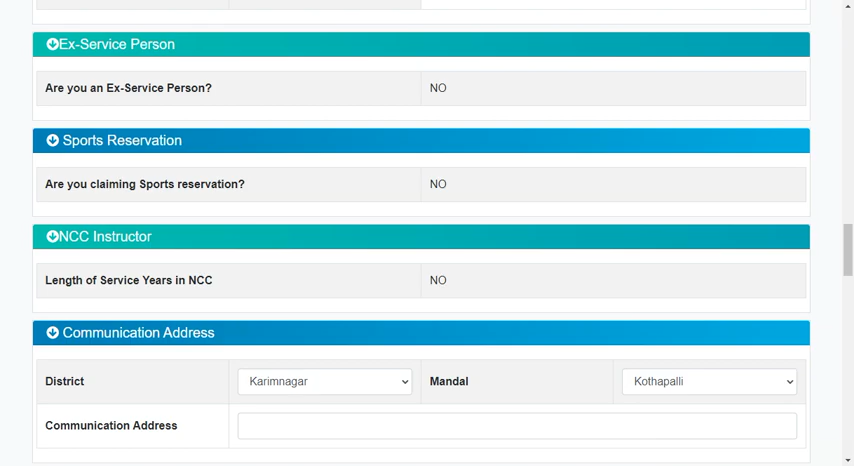 Ex-Service Person
Are you an Ex-Service Person? NO
Sports Reservation
Are you claiming Sports reservation? NO
NCC Instructor
Length of Service Years in NCC NO
Communication Address
District Karimnagar Mandal Kothapalli
Communication Address